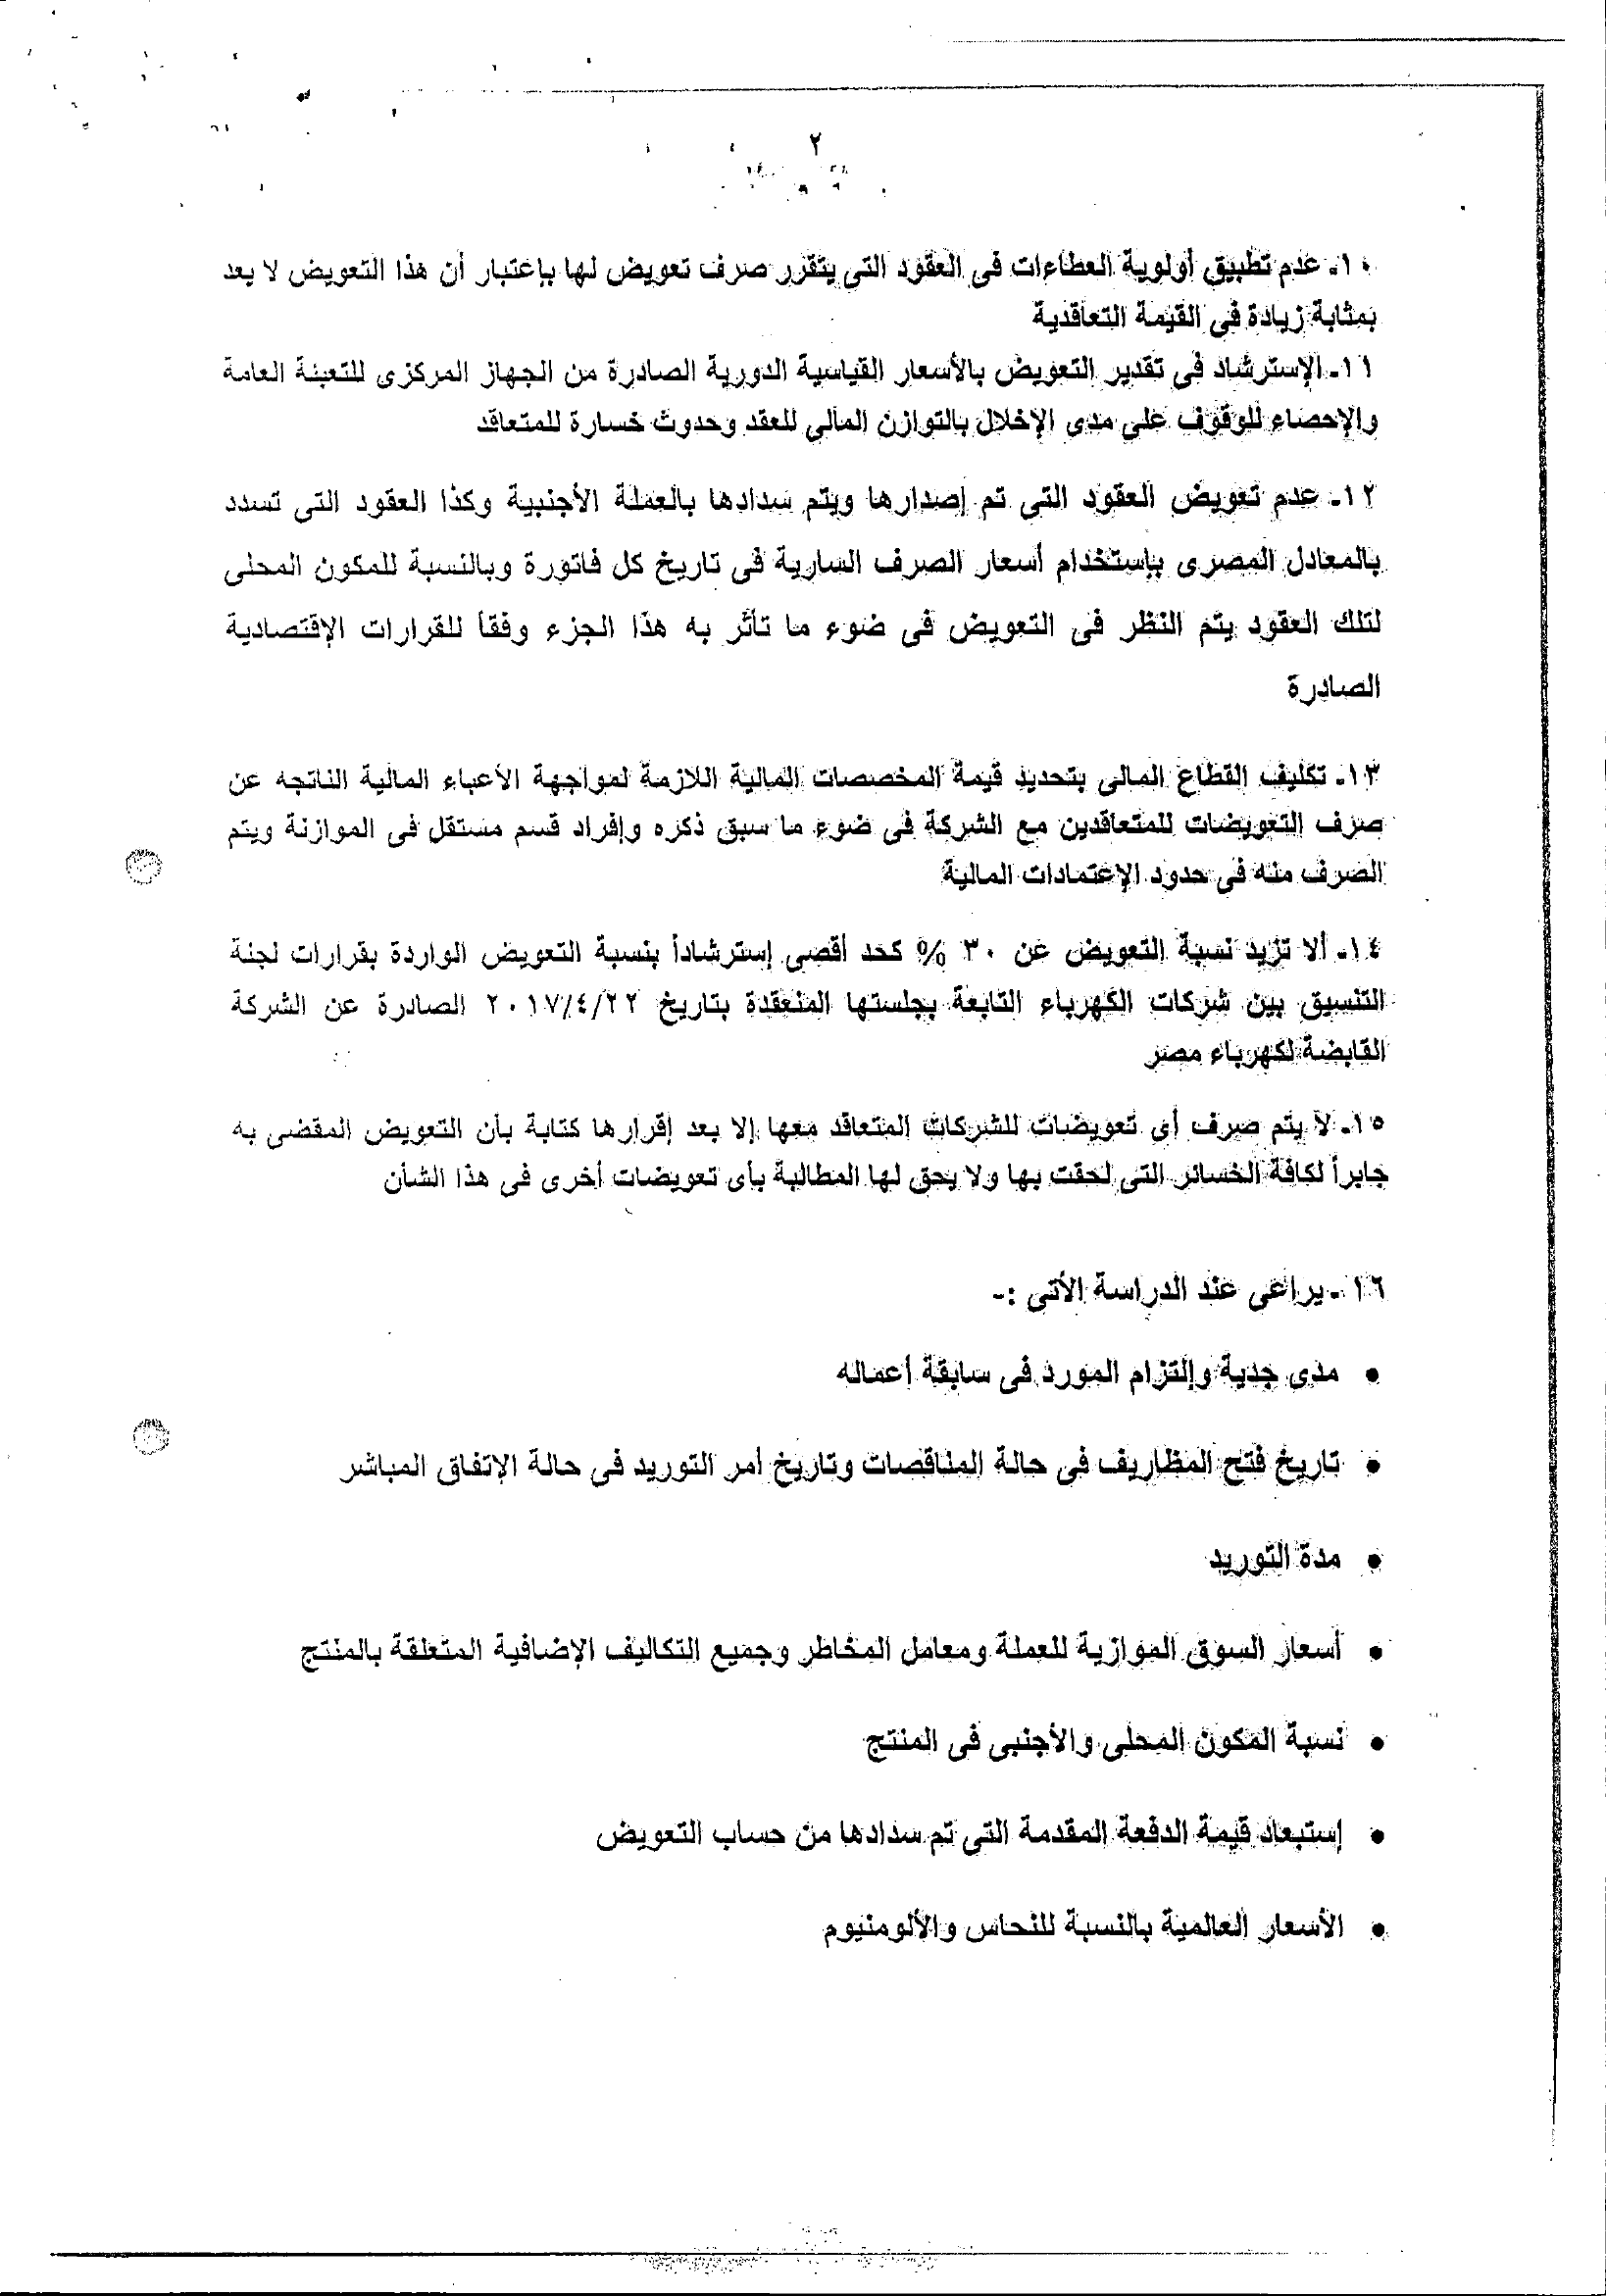 ٢
١٠- عدم تطبيق أولوية العطاءات فى العقود التى يتقرر صرف تعويض لها بإعتبار أن هذا التعويض لا يعد
بمثابة زيادة فى القيمة التعاقدية
١١- الإسترشاد فى تقدير التعويض بالأسعار القياسية الدورية الصادرة من الجهاز المركزى للتعبئة العامة
والإحصاء للوقوف على مدى الإخلال بالتوازن المالى للعقد وحدوث خسارة للمتعاقد
١٢- عدم تعويض العقود التى تم إصدارها ويتم سدادها بالعملة الأجنبية وكذا العقود التى تسدد
بالمعادل المصرى بإستخدام أسعار الصرف السارية فى تاريخ كل فاتورة وبالنسبة للمكون المحلى
لتلك العقود يتم النظر فى التعويض فى ضوء ما تأثر به هذا الجزء وفقاً للقرارات الإقتصادية
الصادرة
١٣- تكليف القطاع المالى بتحديد قيمة المخصصات المالية اللازمة لمواجهة الأعباء المالية الناتجه عن
صرف التعويضات للمتعاقدين مع الشركة فى ضوء ما سبق ذكره وإفراد قسم مستقل فى الموازنة ويتم
الصرف منه فى حدود الإعتمادات المالية
١٤- ألا تزيد نسبة التعويض عن ٣٠ % كحد أقصى إسترشاداً بنسبة التعويض الواردة بقرارات لجنة
التنسيق بين شركات الكهرباء التابعة بجلستها المنعقدة بتاريخ ٢٠١٧/٤/٢٢ الصادرة عن الشركة
القابضة لكهرباء مصر
١٥- لا يتم صرف أى تعويضات للشركات المتعاقد معها إلا بعد إقرارها كتابة بأن التعويض المقضى به
جابراً لكافة الخسائر التى لحقت بها ولا يحق لها المطالبة بأى تعويضات أخرى فى هذا الشأن
١٦- يراعى عند الدراسة الأتى :-
• مدى جدية وإلتزام المورد فى سابقة أعماله
• تاريخ فتح المظاريف فى حالة المناقصات وتاريخ أمر التوريد فى حالة الإتفاق المباشر
• مدة التوريد
• أسعار السوق الموازية للعملة ومعامل المخاطر وجميع التكاليف الإضافية المتعلقة بالمنتج
• نسبة المكون المحلى والأجنبى فى المنتج
• إستبعاد قيمة الدفعة المقدمة التى تم سدادها من حساب التعويض
• الأسعار العالمية بالنسبة للنحاس والألومنيوم